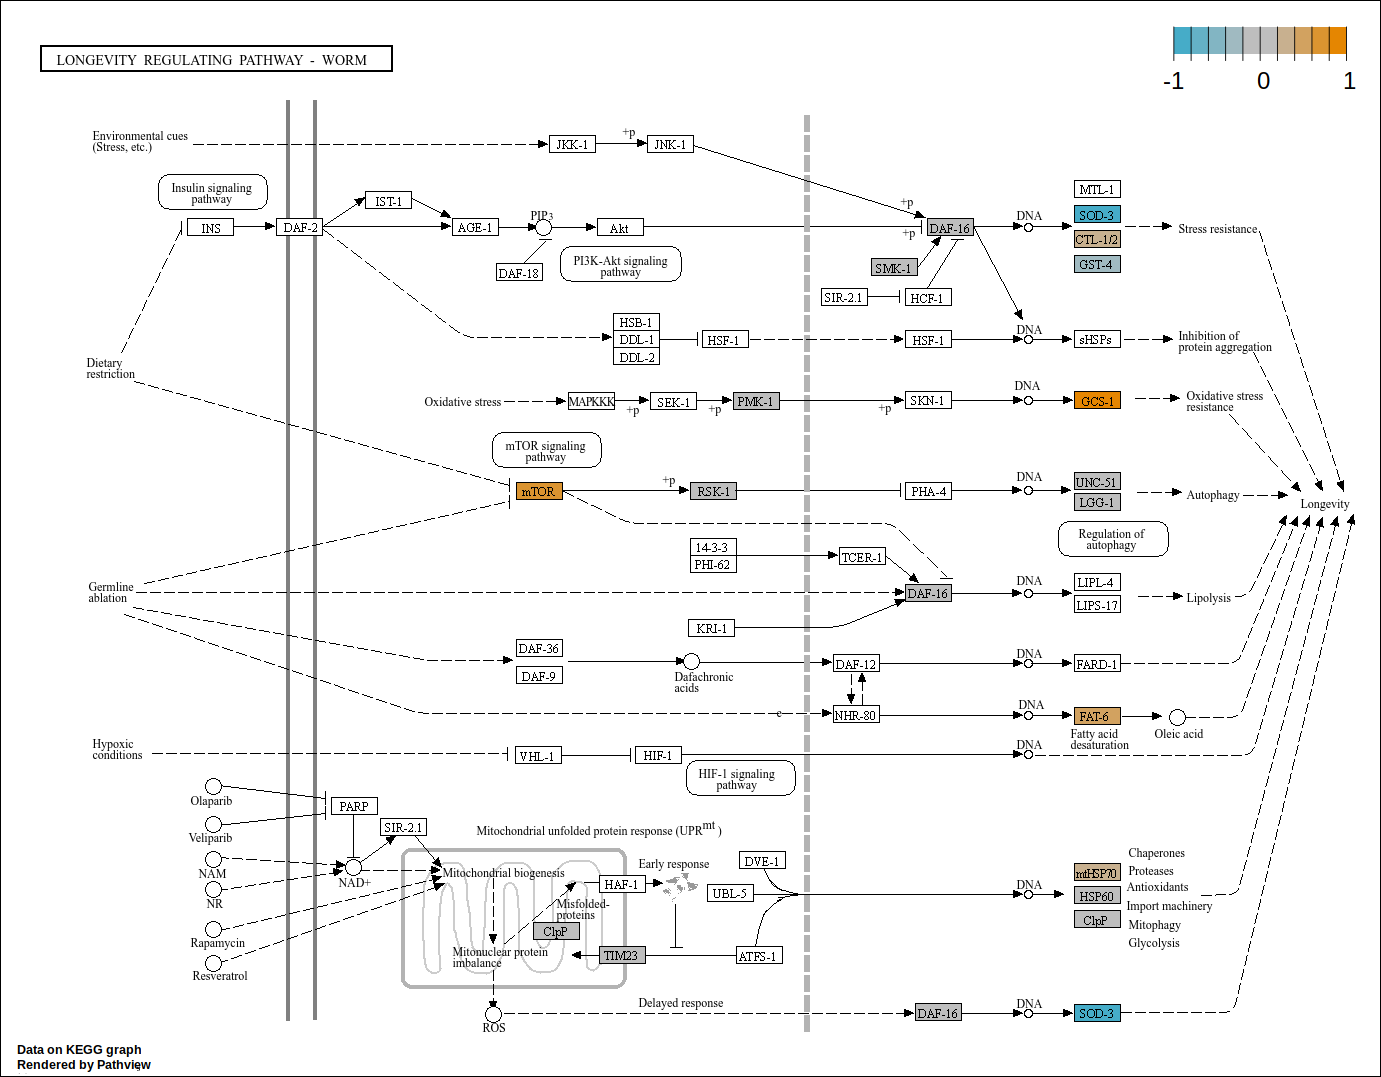 LONGEVITY REGULATING PATHWAY - WORM
-1 0 1
Environmental cues
(Stress, etc.)
JKK-1
+p
JNK-1
Insulin signaling
pathway
INS
DAF-2
IST-1
AGE-1
PIP3
Akt
DAF-18
PI3K-Akt signaling
pathway
+p
+p
DAF-16
SMK-1
SIR-2.1
HCF-1
DNA
MTL-1
SOD-3
CTL-1/2
GST-4
Stress resistance
HSB-1
DDL-1
DDL-2
HSF-1
HSF-1
DNA
sHSPs
Inhibition of
protein aggregation
Dietary
restriction
Oxidative stress
MAPKKK
+p
SEK-1
+p
PMK-1
+p
SKN-1
DNA
GCS-1
Oxidative stress
resistance
mTOR signaling
pathway
mTOR
+p
RSK-1
PHA-4
DNA
UNC-51
LGG-1
Autophagy
Longevity
Regulation of
autophagy
14-3-3
PHI-62
TCER-1
Germline
ablation
DAF-16
DNA
LIPL-4
LIPS-17
Lipolysis
KRI-1
DAF-36
DAF-9
Dafachronic
acids
DAF-12
DNA
FARD-1
c
NHR-80
DNA
FAT-6
Fatty acid
desaturation
Oleic acid
Hypoxic
conditions
VHL-1
HIF-1
DNA
HIF-1 signaling
pathway
Olaparib
PARP
Veliparib
SIR-2.1
NAM
NAD+
NR
Rapamycin
Resveratrol
Mitochondrial unfolded protein response (UPRmt)
Mitochondrial biogenesis
Early response
HAF-1
Misfolded-
proteins
ClpP
Mitonuclear protein
imbalance
TIM23
DVE-1
UBL-5
ATFS-1
DNA
mtHSP70
HSP60
ClpP
Chaperones
Proteases
Antioxidants
Import machinery
Mitophagy
Glycolysis
ROS
Delayed response
DAF-16
DNA
SOD-3
Data on KEGG graph
Rendered by Pathview